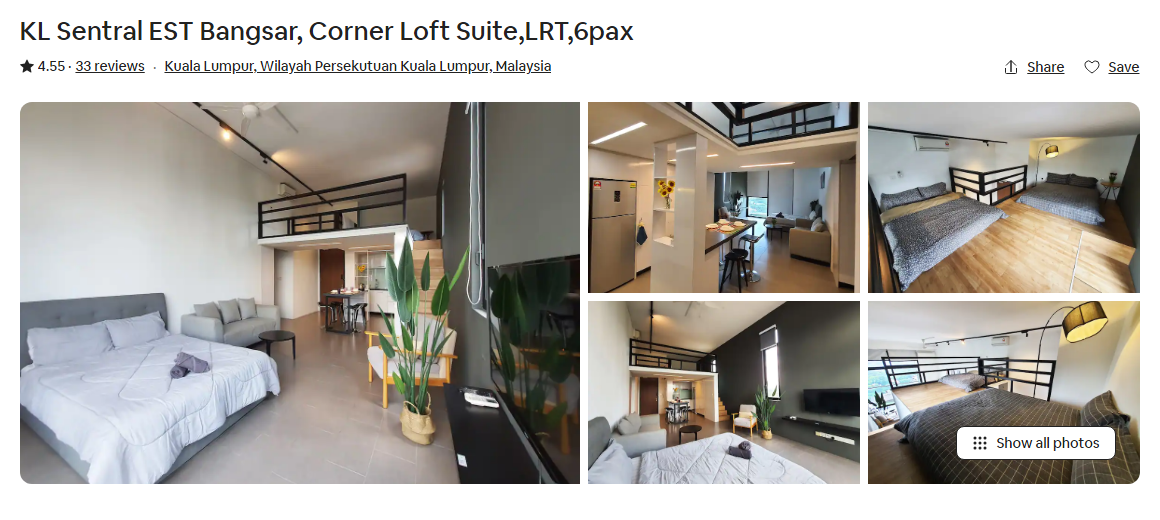 KL Sentral EST Bangsar, Corner Loft Suite,LRT,6pax
4.55 · 33 reviews · Kuala Lumpur, Wilayah Persekutuan Kuala Lumpur, Malaysia
Share
Save
Show all photos